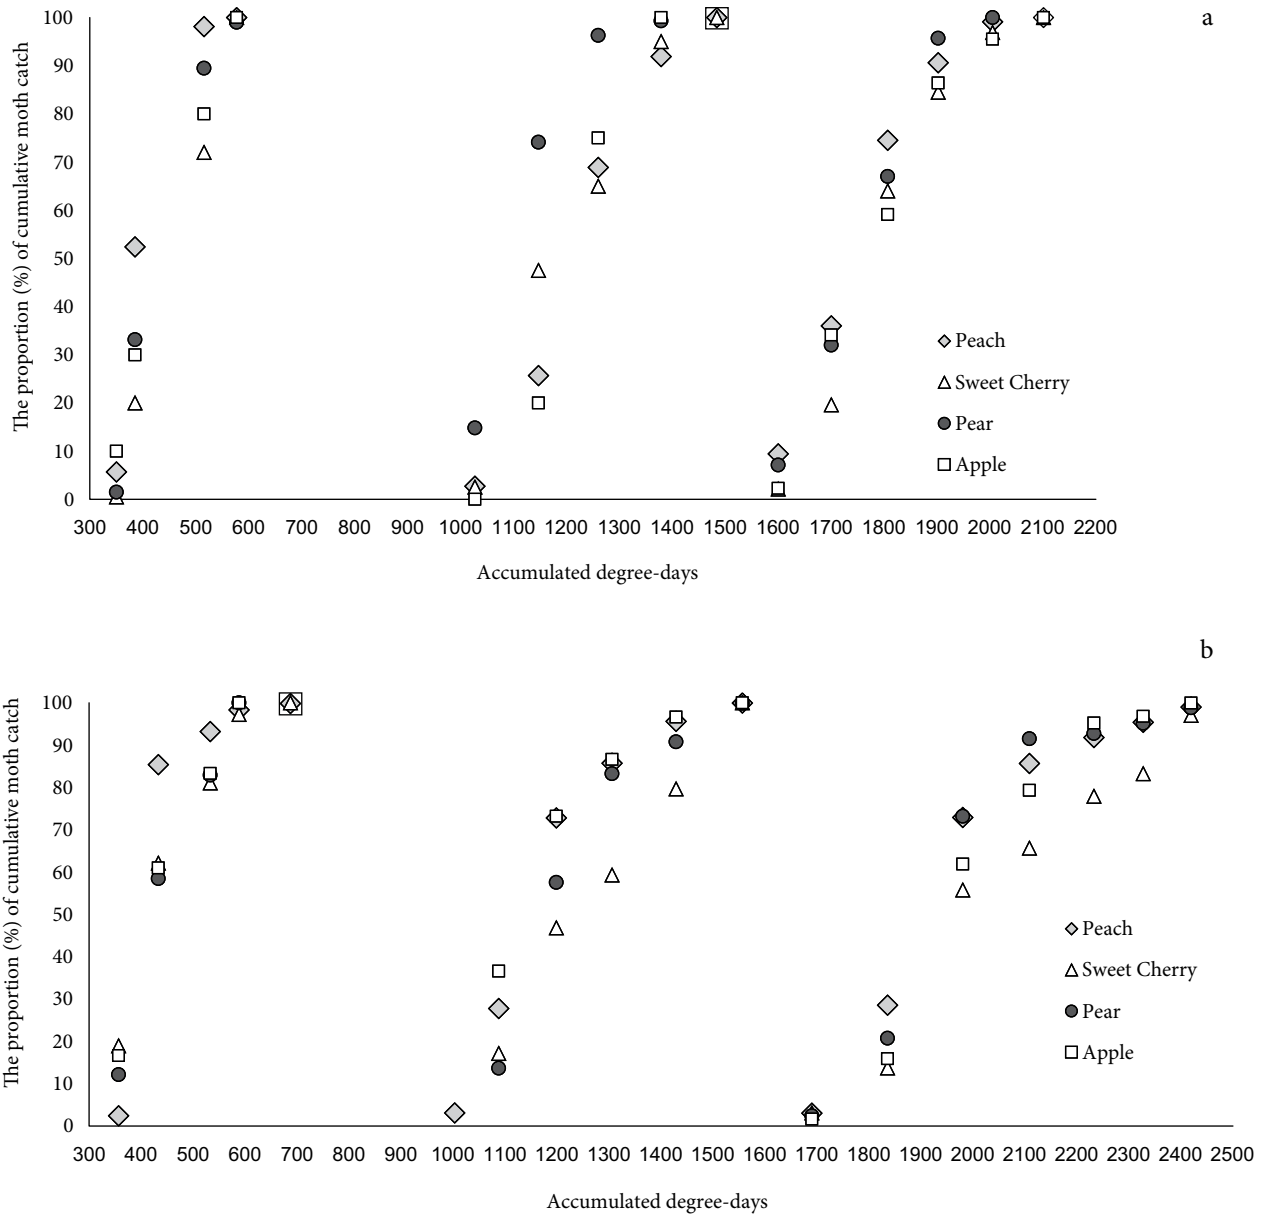 a
The proportion (%) of cumulative moth catch
100
90
80
70
60
50
40
30
20
10
0
300 400 500 600 700 800 900 1000 1100 1200 1300 1400 1500 1600 1700 1800 1900 2000 2100 2200
Accumulated degree-days
Peach
Sweet Cherry
Pear
Apple
b
The proportion (%) of cumulative moth catch
100
90
80
70
60
50
40
30
20
10
0
300 400 500 600 700 800 900 1000 1100 1200 1300 1400 1500 1600 1700 1800 1900 2000 2100 2200 2300 2400 2500
Accumulated degree-days
Peach
Sweet Cherry
Pear
Apple